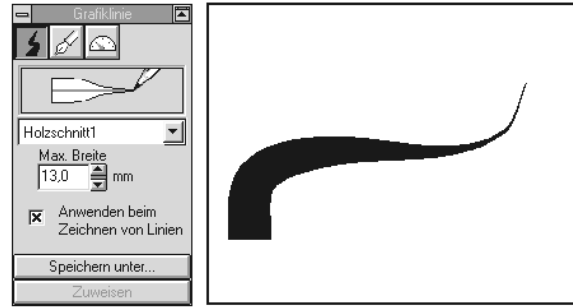 Grafiklinie
Holzschnitt1
Max. Breite
13,0 mm
Anwenden beim
Zeichnen von Linien
Speichern unter...
Zuweisen